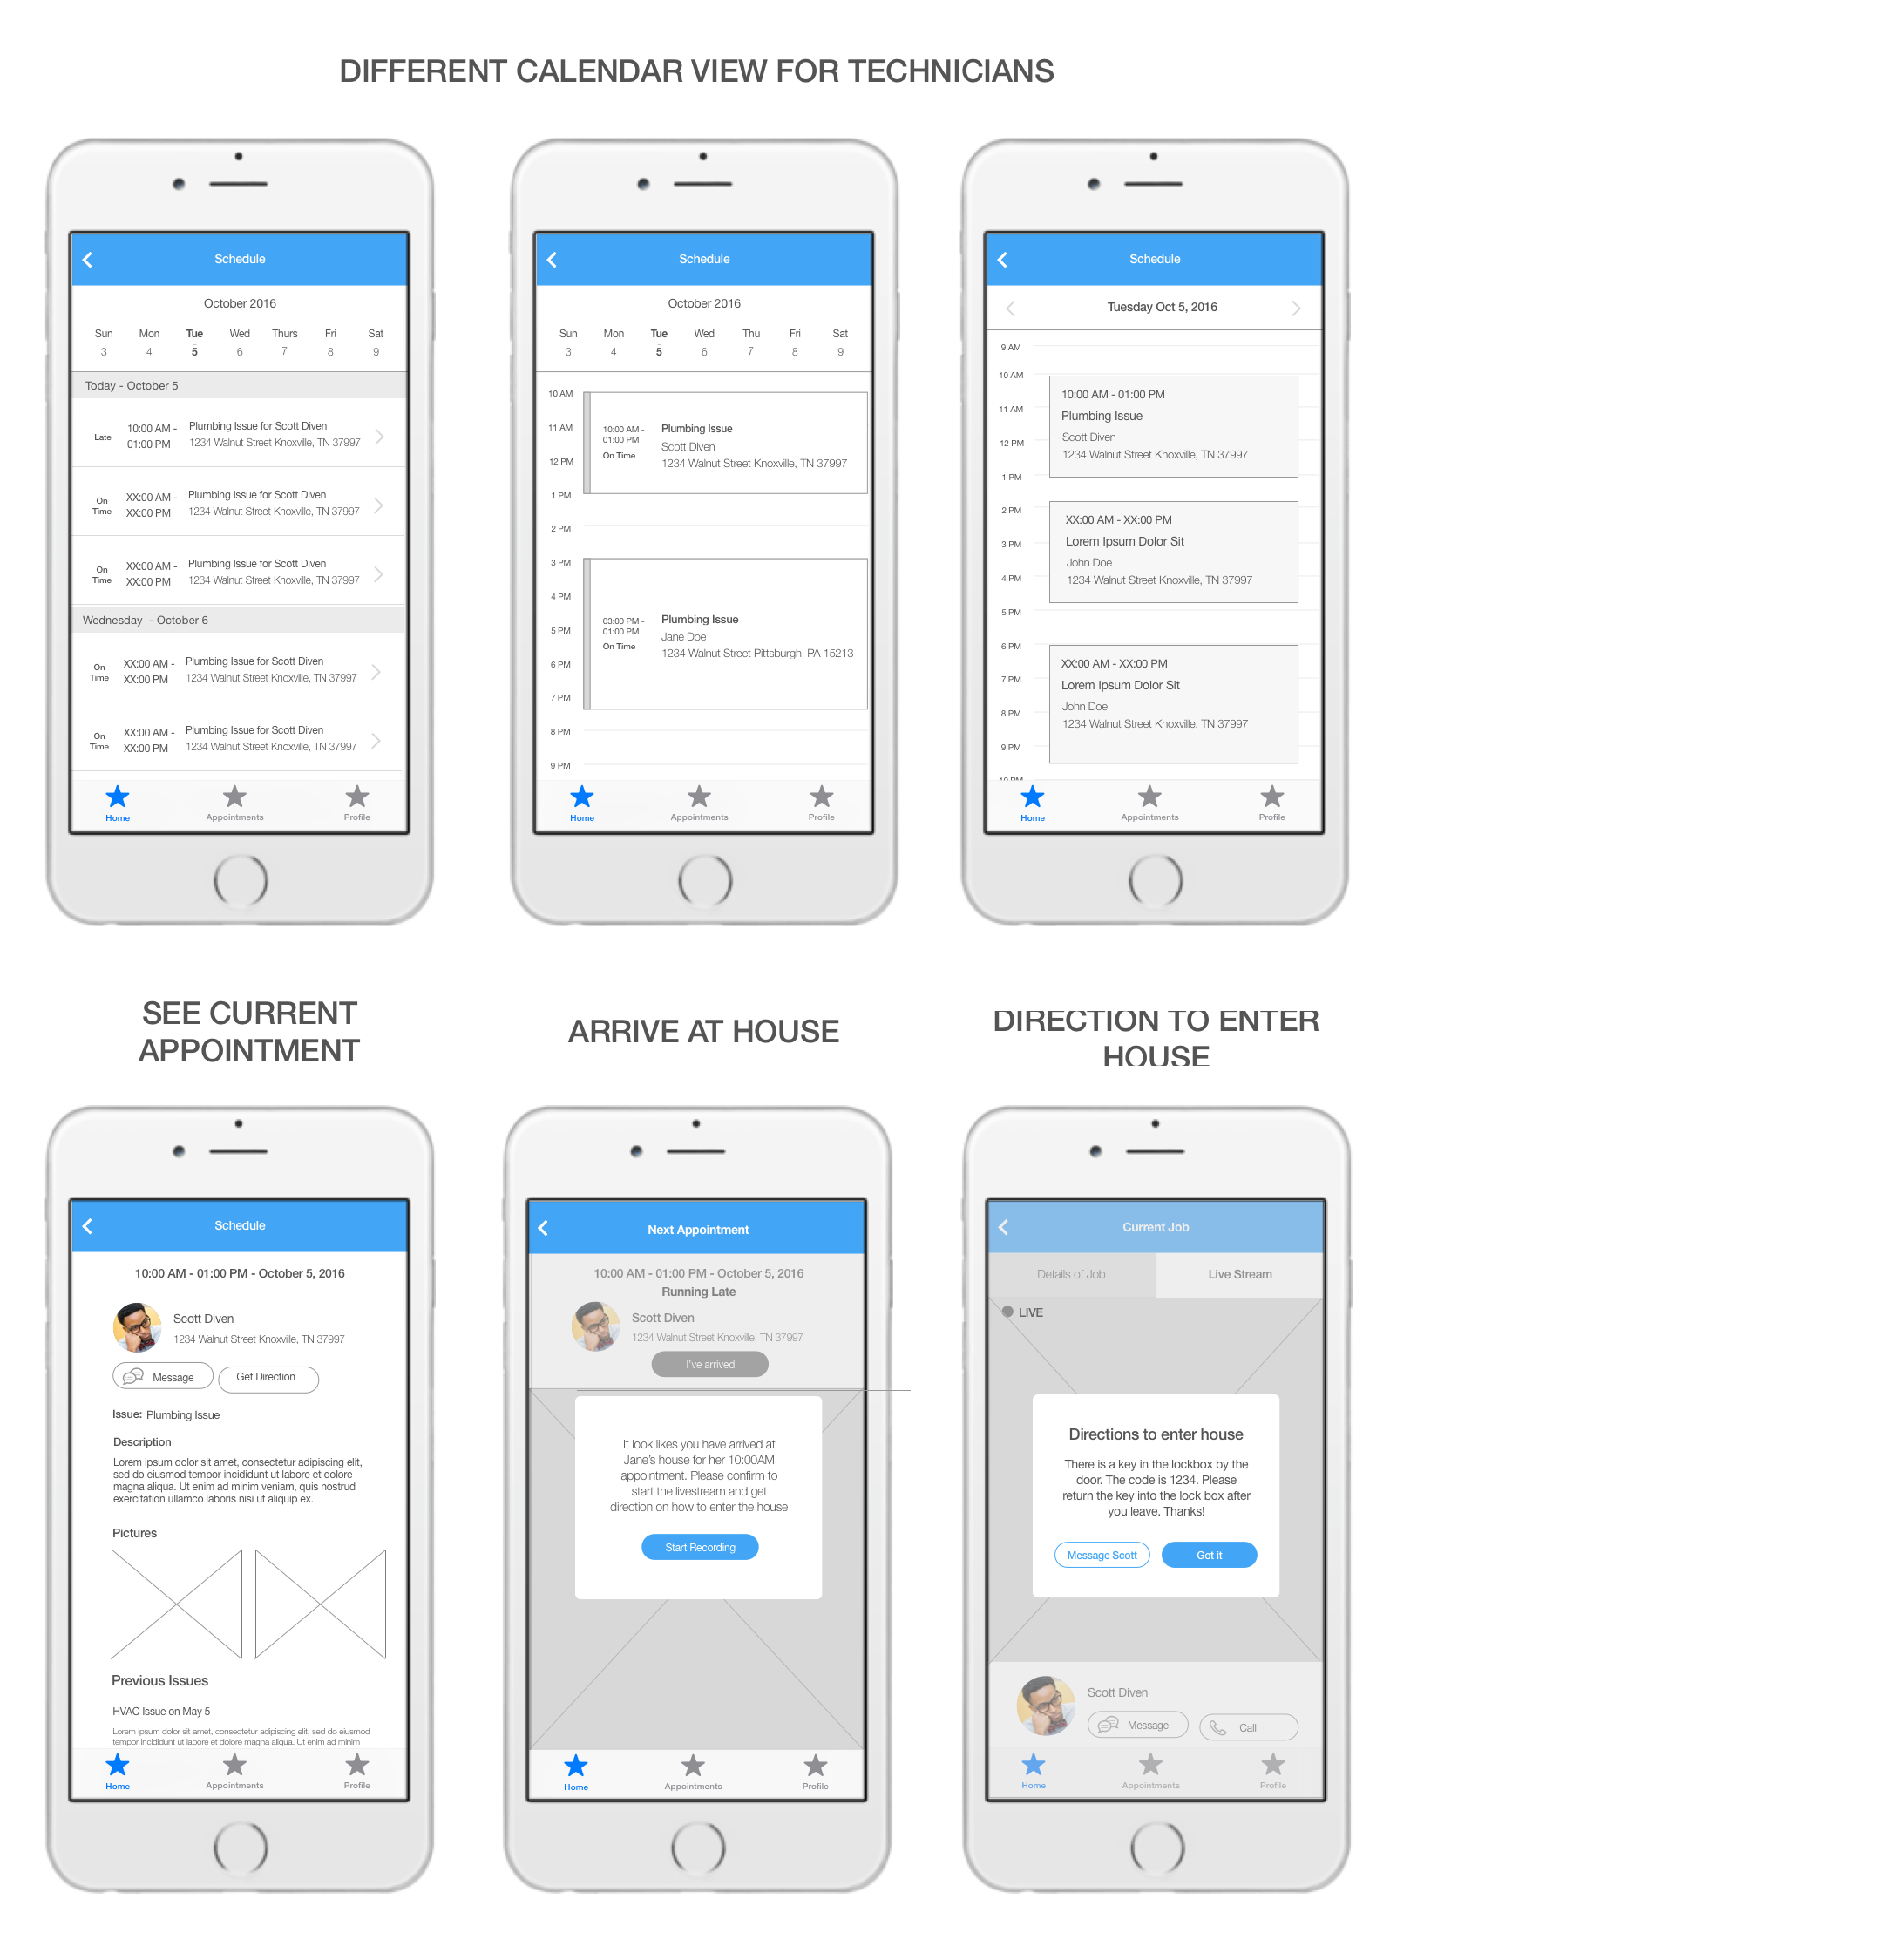 DIFFERENT CALENDAR VIEW FOR TECHNICIANS
Schedule
October 2016
Sun Mon Tue Wed Thurs Fri Sat
3 4 5 6 7 8 9
Today - October 5
Late
10:00 AM -
01:00 PM
Plumbing Issue for Scott Diven
1234 Walnut Street Knoxville, TN 37997
On
Time
XX:00 AM -
XX:00 PM
Plumbing Issue for Scott Diven
1234 Walnut Street Knoxville, TN 37997
On
Time
XX:00 AM -
XX:00 PM
Plumbing Issue for Scott Diven
1234 Walnut Street Knoxville, TN 37997
Wednesday - October 6
On
Time
XX:00 AM -
XX:00 PM
Plumbing Issue for Scott Diven
1234 Walnut Street Knoxville, TN 37997
On
Time
XX:00 AM -
XX:00 PM
Plumbing Issue for Scott Diven
1234 Walnut Street Knoxville, TN 37997
Home Appointments Profile
Schedule
October 2016
Sun Mon Tue Wed Thu Fri Sat
3 4 5 6 7 8 9
10 AM
11 AM
12 PM
1 PM
2 PM
3 PM
4 PM
5 PM
6 PM
7 PM
8 PM
9 PM
10:00 AM -
01:00 PM
On Time
Plumbing Issue
Scott Diven
1234 Walnut Street Knoxville, TN 37997
03:00 PM -
01:00 PM
On Time
Plumbing Issue
Jane Doe
1234 Walnut Street Pittsburgh, PA 15213
Home Appointments Profile
Schedule
Tuesday Oct 5, 2016
9 AM
10 AM
11 AM
12 PM
1 PM
2 PM
3 PM
4 PM
5 PM
6 PM
7 PM
8 PM
9 PM
10 PM
10:00 AM - 01:00 PM
Plumbing Issue
Scott Diven
1234 Walnut Street Knoxville, TN 37997
XX:00 AM - XX:00 PM
Lorem Ipsum Dolor Sit
John Doe
1234 Walnut Street Knoxville, TN 37997
XX:00 AM - XX:00 PM
Lorem Ipsum Dolor Sit
John Doe
1234 Walnut Street Knoxville, TN 37997
Home Appointments Profile
SEE CURRENT
APPOINTMENT
Schedule
10:00 AM - 01:00 PM - October 5, 2016
Scott Diven
1234 Walnut Street Knoxville, TN 37997
Message Get Direction
Issue: Plumbing Issue
Description
Lorem ipsum dolor sit amet, consectetur adipiscing elit,
sed do eiusmod tempor incididunt ut labore et dolore
magna aliqua. Ut enim ad minim veniam, quis nostrud
exercitation ullamco laboris nisi ut aliquip ex.
Pictures
Previous Issues
HVAC Issue on May 5
Lorem ipsum dolor sit amet, consectetur adipiscing elit, sed do eiusmod
tempor incididunt ut labore et dolore magna aliqua. Ut enim ad minim
Home Appointments Profile
ARRIVE AT HOUSE
Next Appointment
10:00 AM - 01:00 PM - October 5, 2016
Running Late
Scott Diven
1234 Walnut Street Knoxville, TN 37997
I've arrived
It look likes you have arrived at
Jane's house for her 10:00AM
appointment. Please confirm to
start the livestream and get
direction on how to enter the house
Start Recording
Home Appointments Profile
DIRECTION TO ENTER
HOUSE
Current Job
Details of Job Live Stream
LIVE
Directions to enter house
There is a key in the lockbox by the
door. The code is 1234. Please
return the key into the lock box after
you leave. Thanks!
Message Scott Got it
Scott Diven
Message Call
Home Appointments Profile